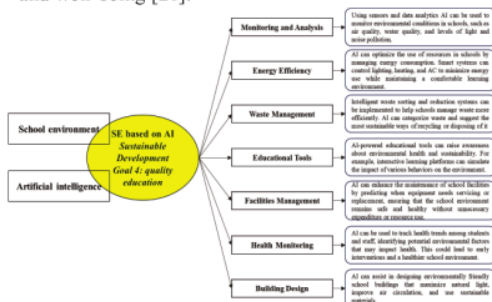 and well-being [20].
School environment
Artificial intelligence
SE based on AI
Sustainable
Development
Goal 4: quality
education
Monitoring and Analysis
Using sensors and data analytics AI can be used to
monitor environmental conditions in schools, such as
air quality, water quality, and levels of light and
noise pollution.
Energy Efficiency
AI can optimize the use of resources in schools by
managing energy consumption. Smart systems can
control lighting, heating, and AC to minimize energy
use while maintaining a comfortable learning
environment.
Waste Management
Intelligent waste sorting and reduction systems can
be implemented to help schools manage waste more
efficiently. AI can categorize waste and suggest the
most sustainable ways of recycling or disposing of it
Educational Tools
AI-powered educational tools can raise awareness
about environmental health and sustainability. For
example, interactive learning platforms can simulate
the impact of various behaviors on the environment.
Facilities Management
AI can enhance the maintenance of school facilities
by predicting when equipment needs servicing or
replacement, ensuring that the school environment
remains safe and healthy without unnecessary
expenditure or resource use.
Health Monitoring
AI can be used to track health trends among students
and staff, identifying potential environmental factors
that may impact health. This could lead to early
interventions and a healthier school environment.
Building Design
AI can assist in designing environmentally friendly
school buildings that maximize natural light,
improve air circulation, and use sustainable
materials.